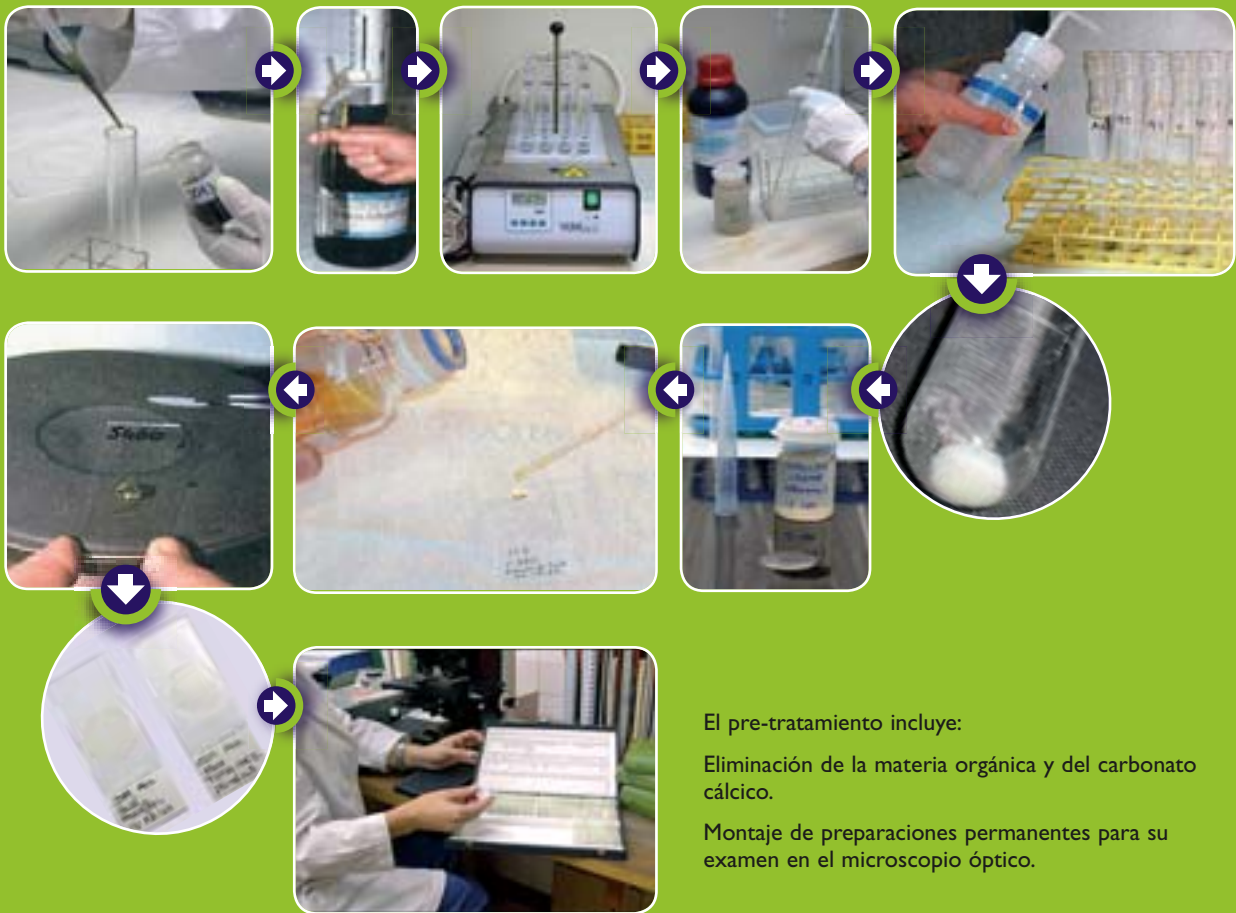 El pre-tratamiento incluye:
Eliminación de la materia orgánica y del carbonato
cálcico.
Montaje de preparaciones permanentes para su
examen en el microscopio óptico.